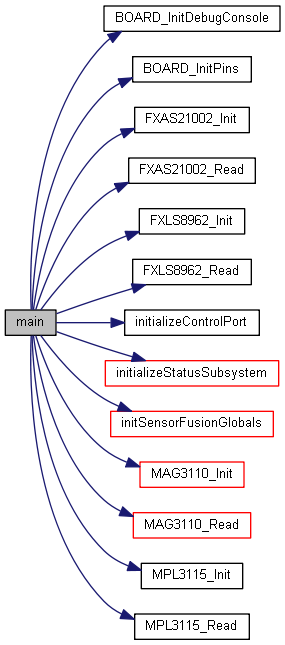 BOARD_InitDebugConsole
BOARD_InitPins
FXAS21002_Init
FXAS21002_Read
FXLS8962_Init
FXLS8962_Read
main
initializeControlPort
initializeStatusSubsystem
initSensorFusionGlobals
MAG3110_Init
MAG3110_Read
MPL3115_Init
MPL3115_Read